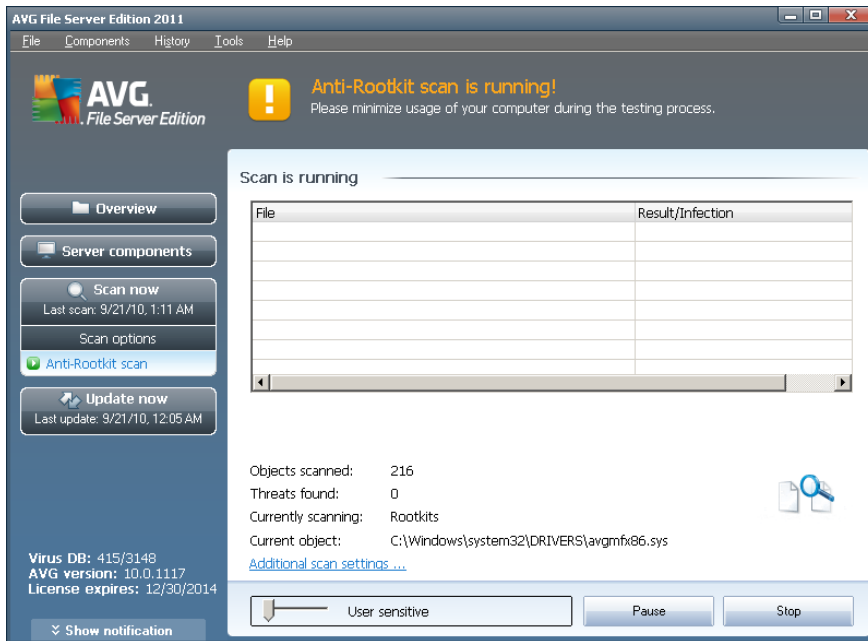 AVG File Server Edition 2011
File Components History Tools Help
AVG.
File Server Edition
Anti-Rootkit scan is running!
Please minimize usage of your computer during the testing process.
Overview
Server components
Scan now
Last scan: 9/21/10, 1:11 AM
Scan options
Anti-Rootkit scan
Update now
Last update: 9/21/10, 12:05 AM
Virus DB: 415/3148
AVG version: 10.0.1117
License expires: 12/30/2014
Show notification
Scan is running
File Result/Infection
Objects scanned: 216
Threats found: 0
Currently scanning: Rootkits
Current object: C:\Windows\system32\DRIVERS\avgmfx86.sys
Additional scan settings ...
User sensitive Pause Stop